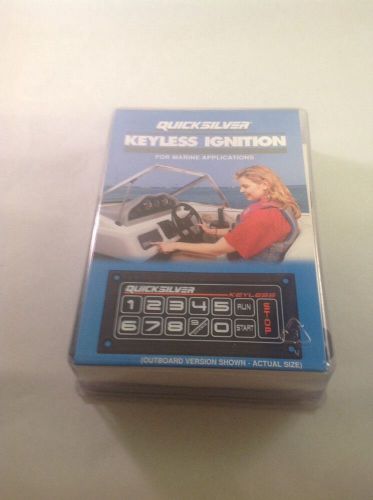 QUICKSILVER
KEYLESS IGNITION
FOR MARINE APPLICATIONS
QUICKSILVER
KEYLESS
1 2 3 4 5 RUN STOP
6 7 8 9 0 START
(OUTBOARD VERSION SHOWN - ACTUAL SIZE)